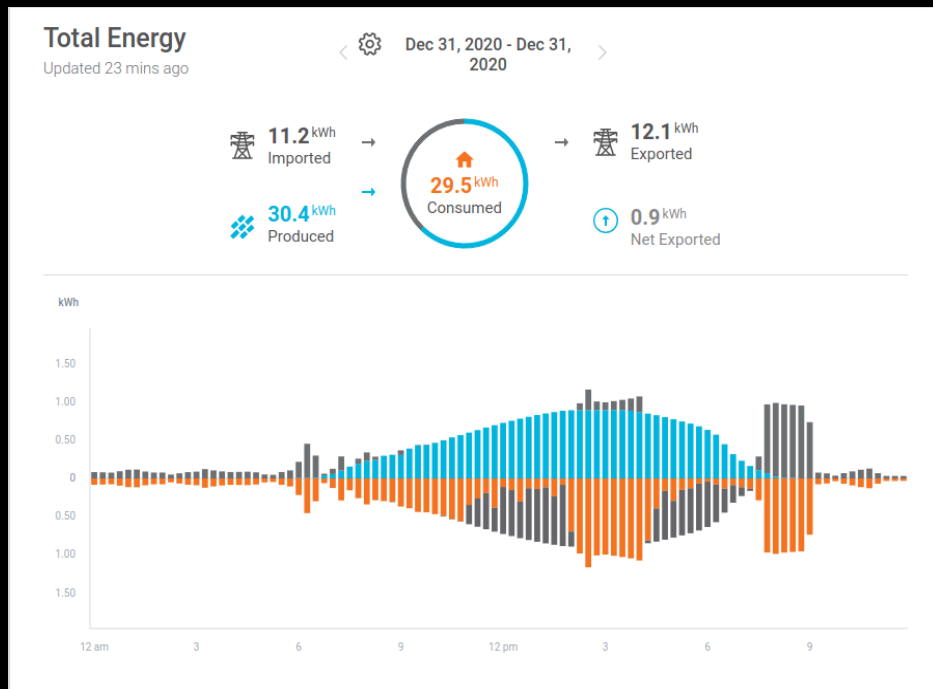 Total Energy
Updated 23 mins ago
Dec 31, 2020 - Dec 31,
2020
11.2 kWh
Imported
30.4 kWh
Produced
29.5 kWh
Consumed
12.1 kWh
Exported
0.9 kWh
Net Exported
kWh
1.50
1.00
0.50
0
0.50
1.00
1.50
12 am 3 6 9 12 pm 3 6 9